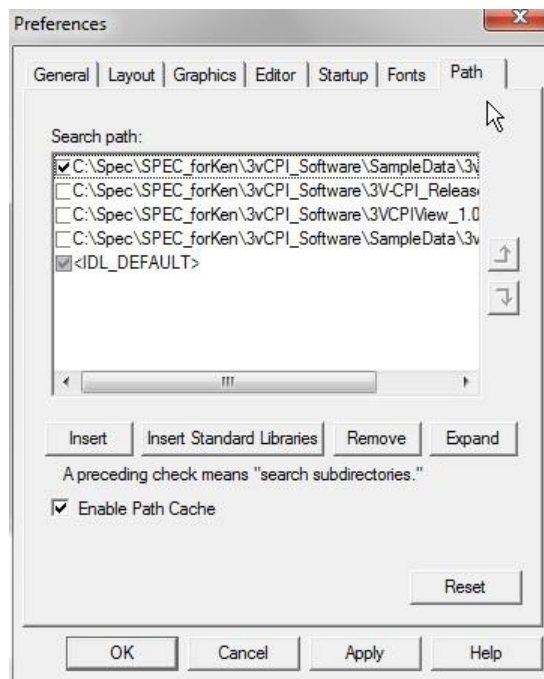 Preferences
General Layout Graphics Editor Startup Fonts Path
Search path:
C:\Spec\SPEC_forKen\3vCPI_Software\SampleData\3v
C:\Spec\SPEC_forKen\3vCPI_Software\3V-CPI_Releas
C:\Spec\SPEC_forKen\3vCPI_Software\3VCPIView_1.0
C:\Spec\SPEC_forKen\3vCPI_Software\SampleData\3v
<IDL_DEFAULT>
Insert Insert Standard Libraries Remove Expand
A preceding check means "search subdirectories."
Enable Path Cache
Reset
OK Cancel Apply Help